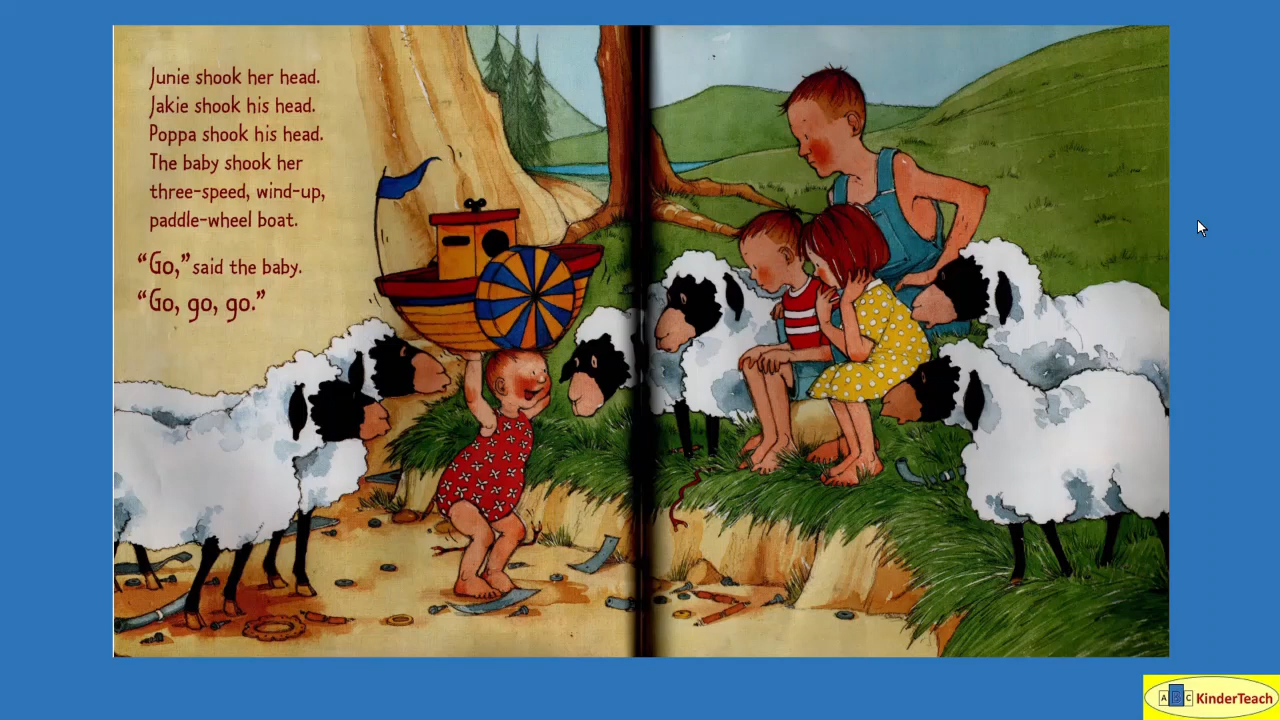 Junie shook her head.
Jakie shook his head.
Poppa shook his head.
The baby shook her
three-speed, wind-up,
paddle-wheel boat.
“Go,” said the baby.
“Go, go, go.”
ABC KinderTeach